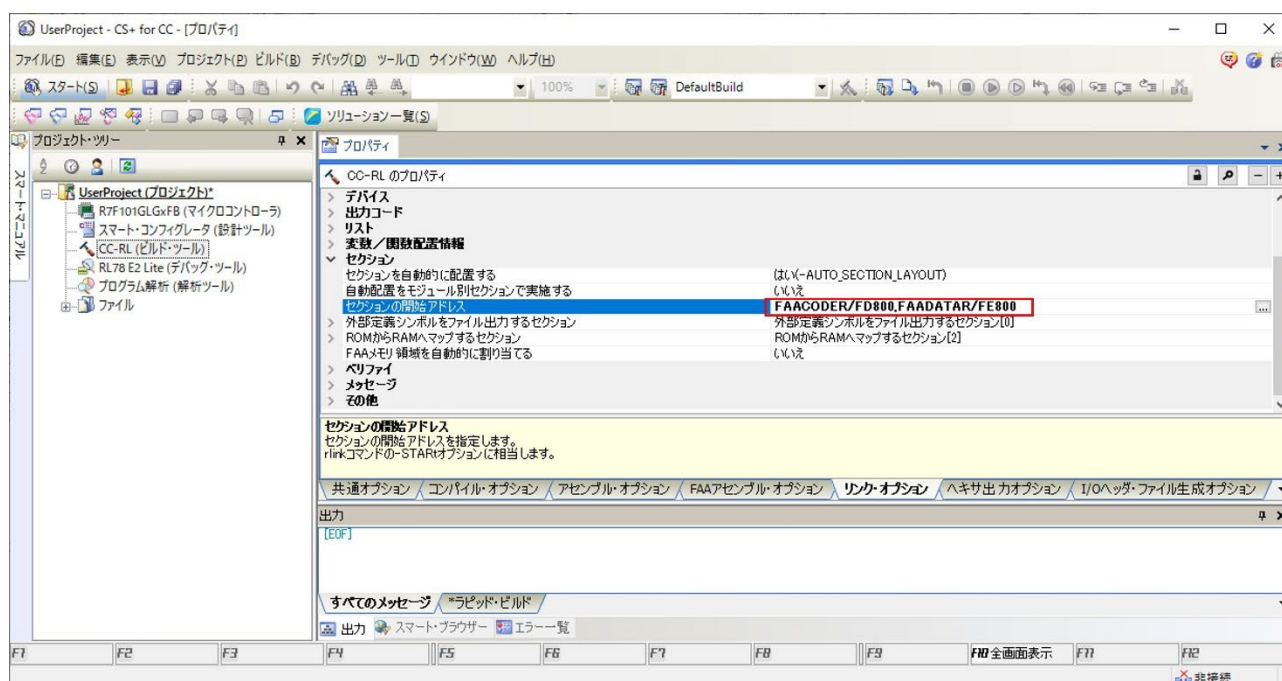 UserProject - CS+ for CC - [プロパティ]
ファイル(F) 編集(E) 表示(V) プロジェクト(P) ビルド(B) デバッグ(D) ツール(T) ウインドウ(W) ヘルプ(H)
スタート(S) 100% DefaultBuild
ソリューション一覧(S)
スマート・マニュアル
プロジェクト・ツリー
UserProject (プロジェクト)*
R7F101GLGxFB (マイクロコントローラ)
スマート・コンフィグレータ (設計ツール)
CC-RL (ビルド・ツール)
RL78 E2 Lite (デバッグ・ツール)
プログラム解析 (解析ツール)
ファイル
プロパティ
CC-RL のプロパティ
デバイス
出力コード
リスト
変数/関数配置情報
セクション
セクションを自動的に配置する はい(-AUTO_SECTION_LAYOUT)
自動配置をモジュール別セクションで実施する いいえ
セクションの開始アドレス FAACODER/FD800,FAADATAR/FE800
外部定義シンボルをファイル出力するセクション 外部定義シンボルをファイル出力するセクション[0]
ROMからRAMへマップするセクション ROMからRAMへマップするセクション[2]
FAAメモリ領域を自動的に割り当てる いいえ
ベリファイ
メッセージ
その他
セクションの開始アドレス
セクションの開始アドレスを指定します。
rlinkコマンドの-STARtオプションに相当します。
共通オプション コンパイル・オプション アセンブル・オプション FAAアセンブル・オプション リンク・オプション ヘキサ出力オプション I/Oヘッダ・ファイル生成オプション
出力
[EOF]
すべてのメッセージ *ラピッド・ビルド
出力 スマート・ブラウザー エラー一覧
F1 F2 F3 F4 F5 F6 F7 F8 F9 F10 全画面表示 F11 F12
非接続